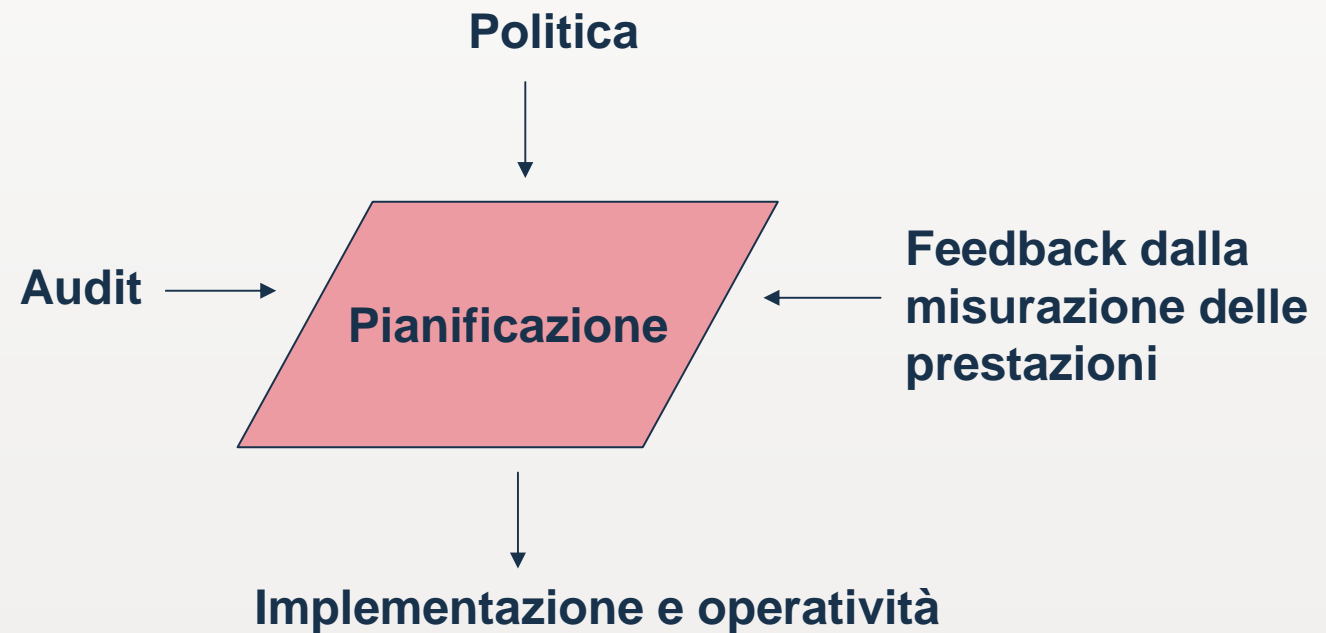 Politica
Audit
Pianificazione
Feedback dalla
misurazione delle
prestazioni
Implementazione e operatività